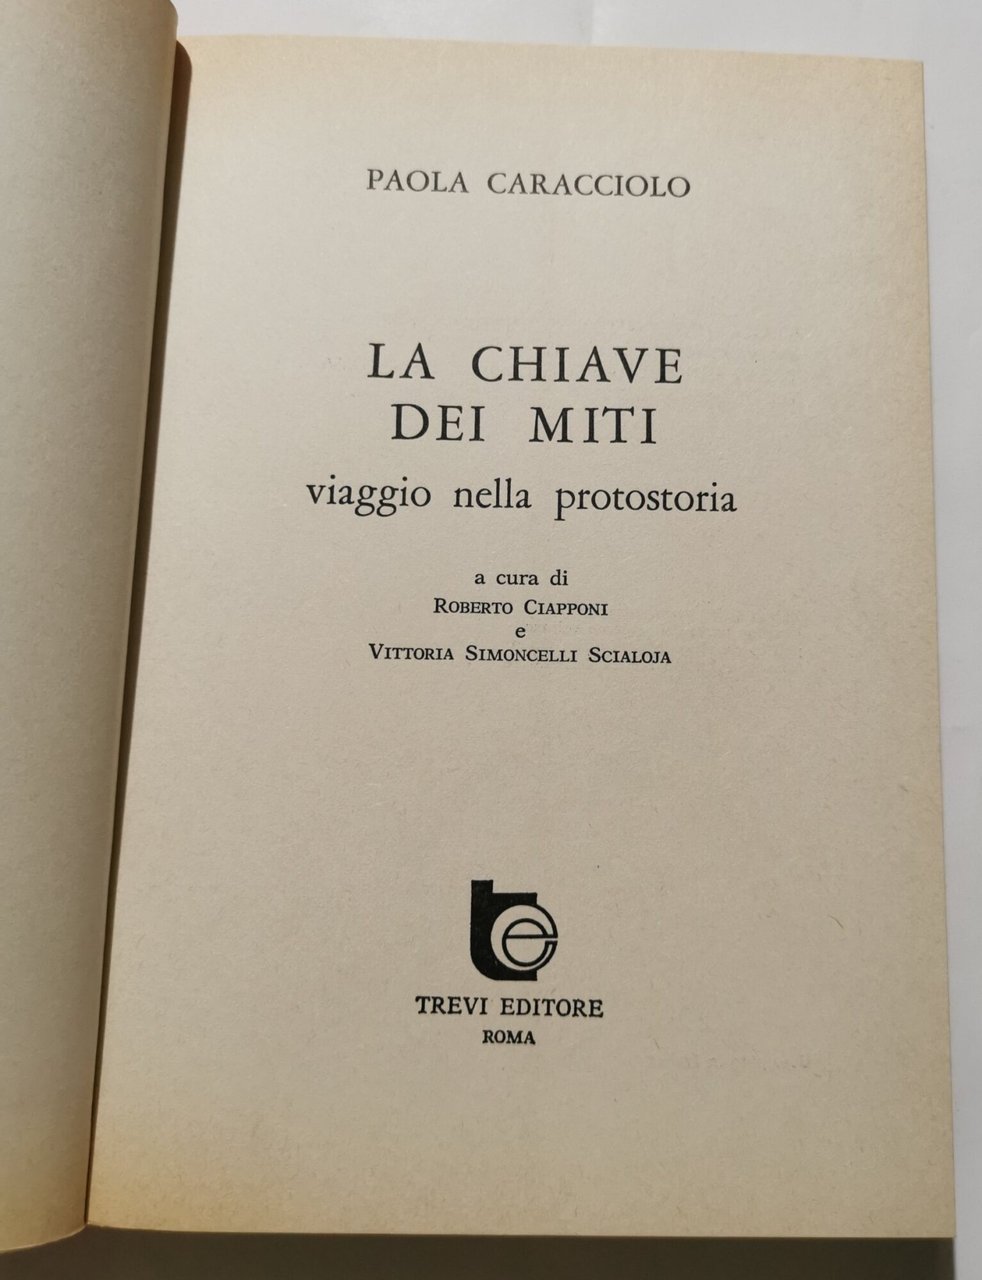 PAOLA CARACCIOLO
LA CHIAVE
DEI MITI
viaggio nella protostoria
a cura di
ROBERTO CIAPPONI
e
VITTORIA SIMONCELLI SCIALOJA
te
TREVI EDITORE
ROMA